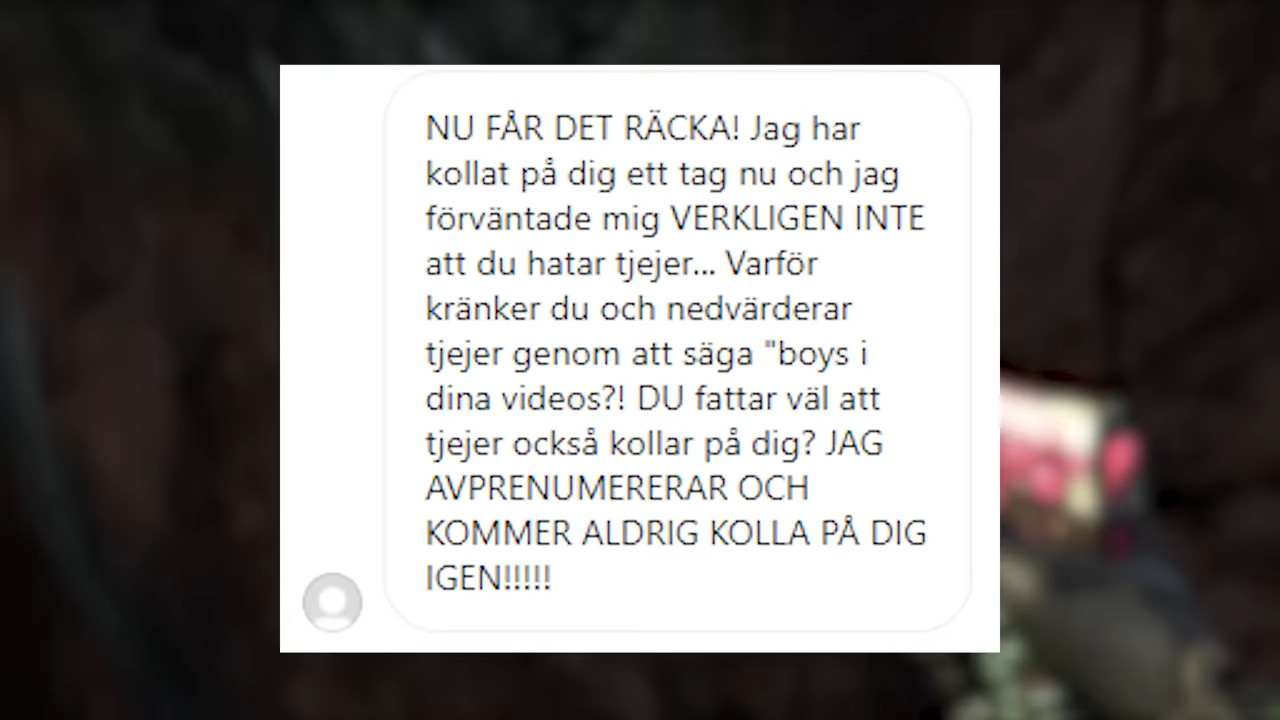 NU FÅR DET RÄCKA! Jag har
kollat på dig ett tag nu och jag
förväntade mig VERKLIGEN INTE
att du hatar tjejer... Varför
kränker du och nedvärderar
tjejer genom att säga "boys i
dina videos?! DU fattar väl att
tjejer också kollar på dig? JAG
AVPRENUMERERAR OCH
KOMMER ALDRIG KOLLA PÅ DIG
IGEN!!!!!